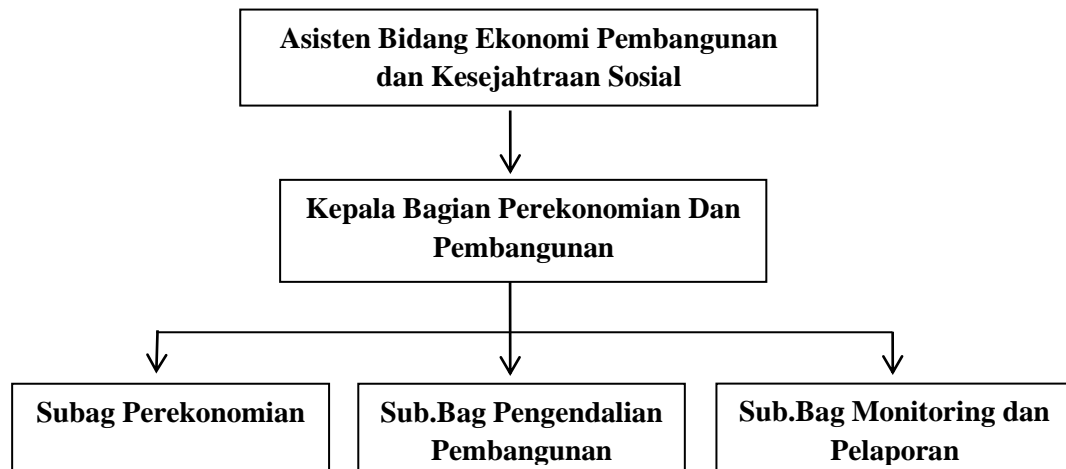 Asisten Bidang Ekonomi Pembangunan
dan Kesejahtraan Sosial
Kepala Bagian Perekonomian Dan
Pembangunan
Subag Perekonomian
Sub.Bag Pengendalian
Pembangunan
Sub.Bag Monitoring dan
Pelaporan